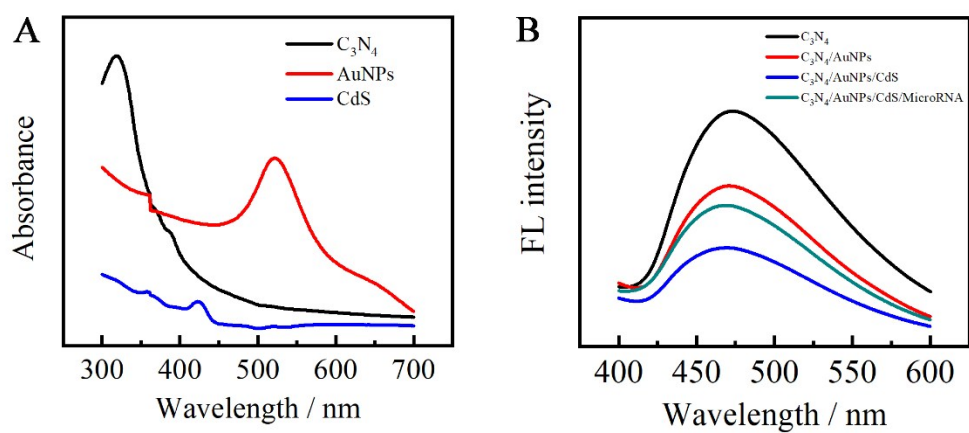 A
C₃N₄
AuNPs
CdS
Absorbance
300 400 500 600 700
Wavelength / nm
B
C₃N₄
C₃N₄/AuNPs
C₃N₄/AuNPs/CdS
C₃N₄/AuNPs/CdS/MicroRNA
FL intensity
400 450 500 550 600
Wavelength / nm